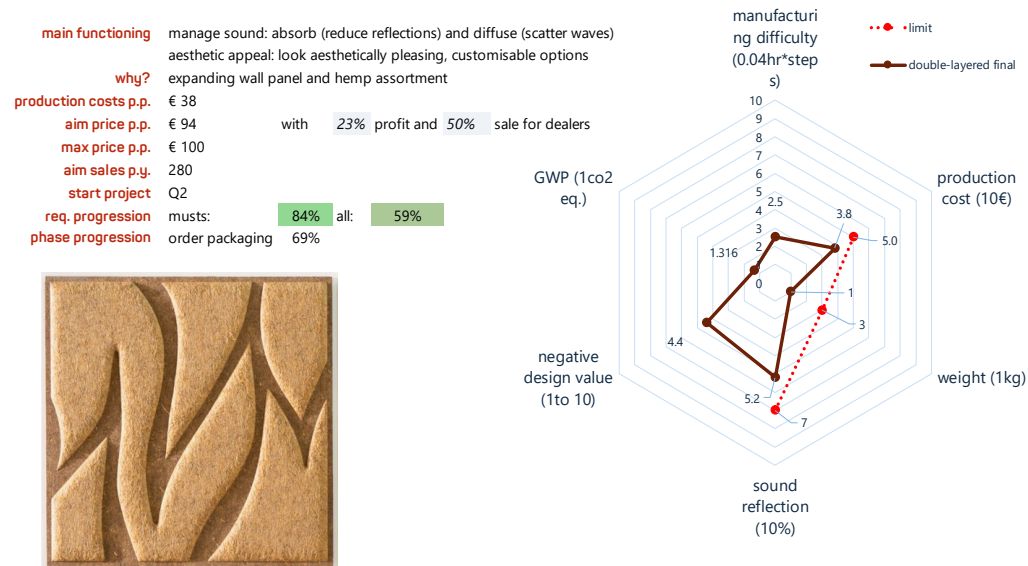 main functioning manage sound: absorb (reduce reflections) and diffuse (scatter waves)
aesthetic appeal: look aesthetically pleasing, customisable options
why? expanding wall panel and hemp assortment
production costs p.p. € 38
aim price p.p. € 94 with 23% profit and 50% sale for dealers
max price p.p. € 100
aim sales p.y. 280
start project Q2
req. progression musts: 84% all: 59%
phase progression order packaging 69%
manufacturi
ng difficulty
(0.04hr*step
s)
limit
double-layered final
10
9
8
7
6
5
4
3
2
1
0
2.5
3.8
5.0
1
3
7
5.2
4.4
1.316
production
cost (10€)
weight (1kg)
sound
reflection
(10%)
negative
design value
(1to 10)
GWP (1co2
eq.)